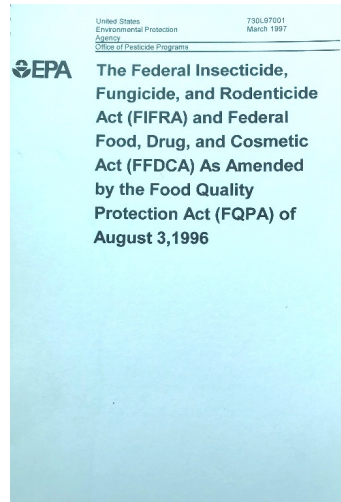 United States
Environmental Protection
Agency
Office of Pesticide Programs
730L97001
March 1997
EPA
The Federal Insecticide,
Fungicide, and Rodenticide
Act (FIFRA) and Federal
Food, Drug, and Cosmetic
Act (FFDCA) As Amended
by the Food Quality
Protection Act (FQPA) of
August 3,1996